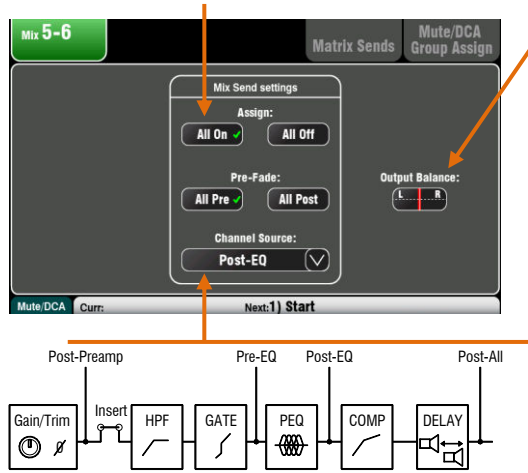 Mix 5-6
Matrix Sends
Mute/DCA
Group Assign
Mix Send settings
Assign:
All On
All Off
Pre-Fade:
All Pre
All Post
Output Balance:
L R
Channel Source:
Post-EQ
Mute/DCA Curr: Next:1) Start
Post-Preamp Pre-EQ Post-EQ Post-All
Gain/Trim Insert HPF GATE PEQ COMP DELAY